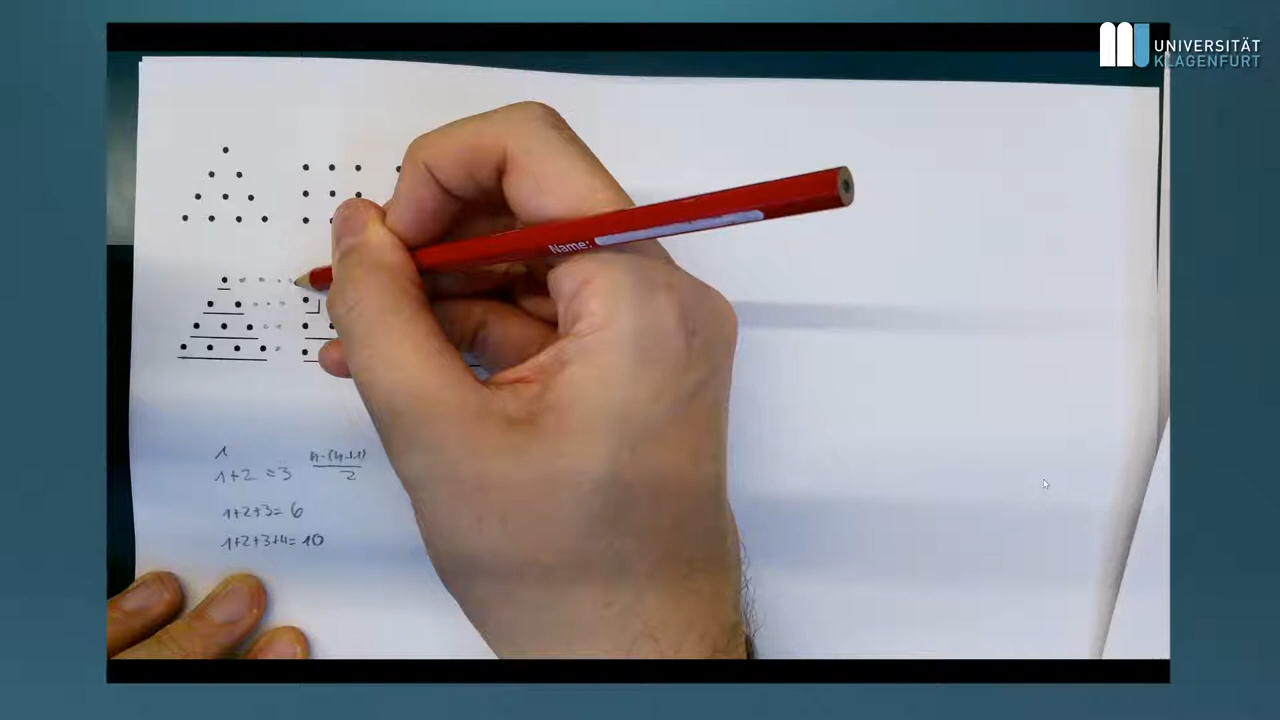 UNIVERSITÄT
KLAGENFURT
Name:
1
1+2 = 3
n·(n+1)
2
1+2+3= 6
1+2+3+4= 10